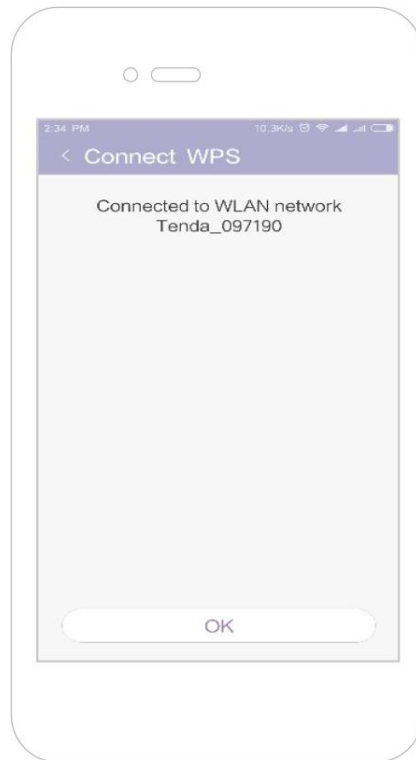 2:34 PM 10.3K/s
< Connect WPS
Connected to WLAN network
Tenda_097190
OK